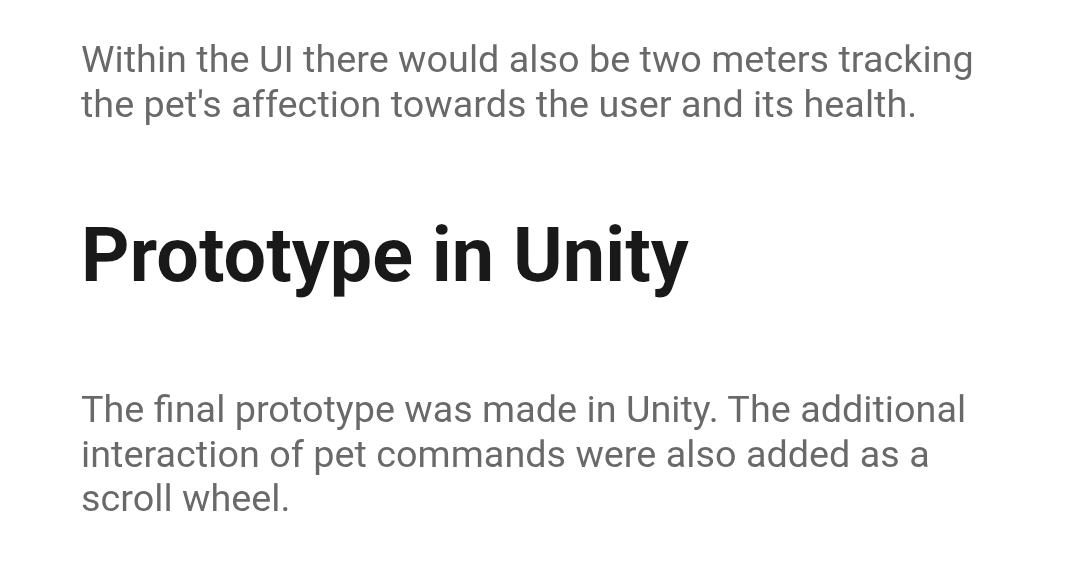 Within the UI there would also be two meters tracking
the pet's affection towards the user and its health.
Prototype in Unity
The final prototype was made in Unity. The additional
interaction of pet commands were also added as a
scroll wheel.